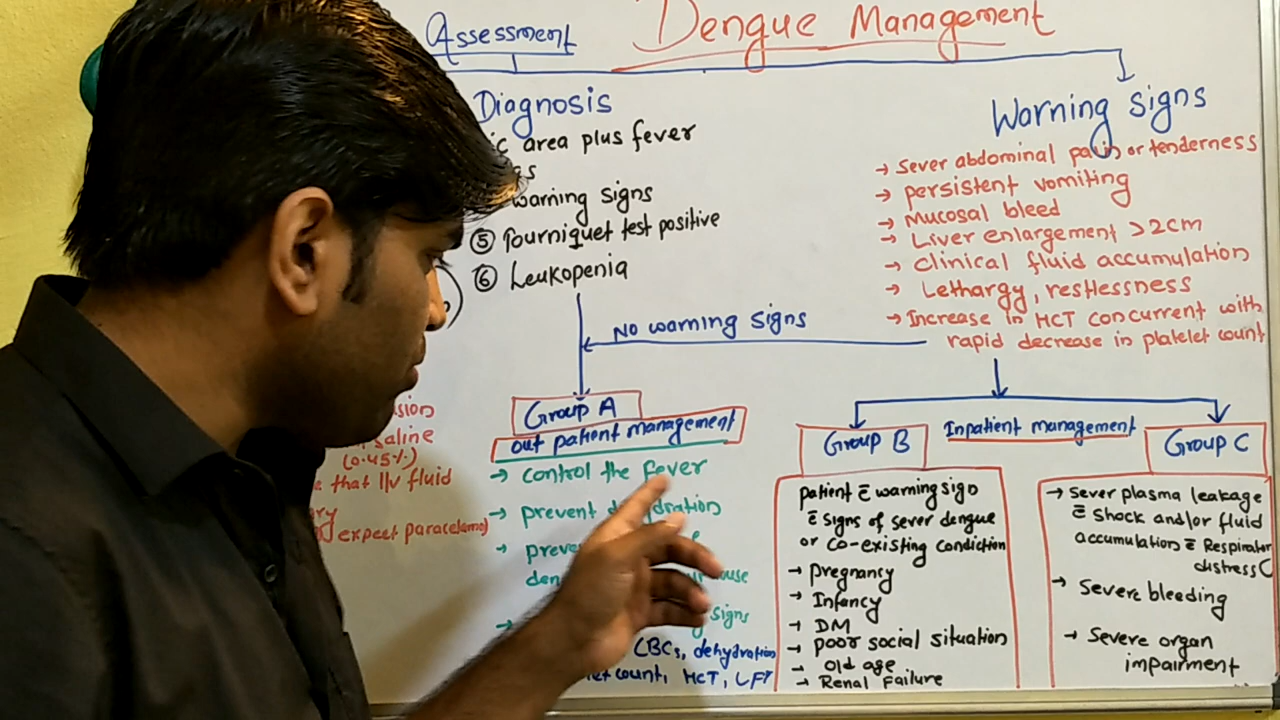 Assessment
Dengue Management
Diagnosis
area plus fever
warning signs
⑤ Tourniquet test positive
⑥ Leukopenia
Warning signs
→ Sever abdominal pain or tenderness
→ persistent vomiting
→ Mucosal bleed
→ Liver enlargement >2cm
→ Clinical fluid accumulation
→ Lethargy, restlessness
→ Increase in HCT concurrent with
rapid decrease in platelet count
No warning signs
saline
(0.45%)
that I/v fluid
expect paracetamol
Group A
out patient management
→ control the fever
→ prevent
→
→
signs
CBCs, dehydration
count, HCT, LFT
Inpatient management
Group B
patient c̄ warning sign
c̄ signs of sever dengue
or co-existing condiction
→ pregnancy
→ Infancy
→ DM
→ poor social situation
→ old age
→ Renal Failure
Group C
→ Sever plasma leakage
c̄ shock and/or fluid
accumulation c̄ Respirator
distress
→ Severe bleeding
→ Severe organ
impairment